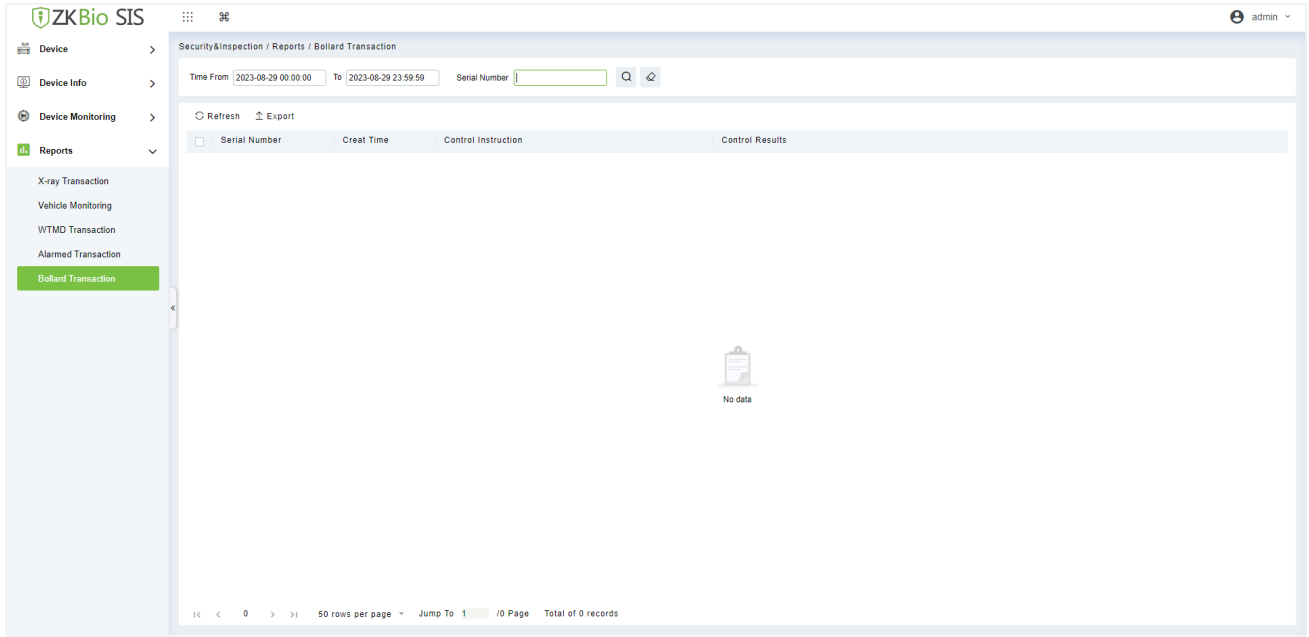 ZKBio SIS
admin
Device
Device Info
Device Monitoring
Reports
X-ray Transaction
Vehicle Monitoring
WTMD Transaction
Alarmed Transaction
Bollard Transaction
Security&Inspection / Reports / Bollard Transaction
Time From 2023-08-29 00:00:00 To 2023-08-29 23:59:59 Serial Number
Refresh Export
Serial Number Creat Time Control Instruction Control Results
No data
0 50 rows per page Jump To 1 /0 Page Total of 0 records